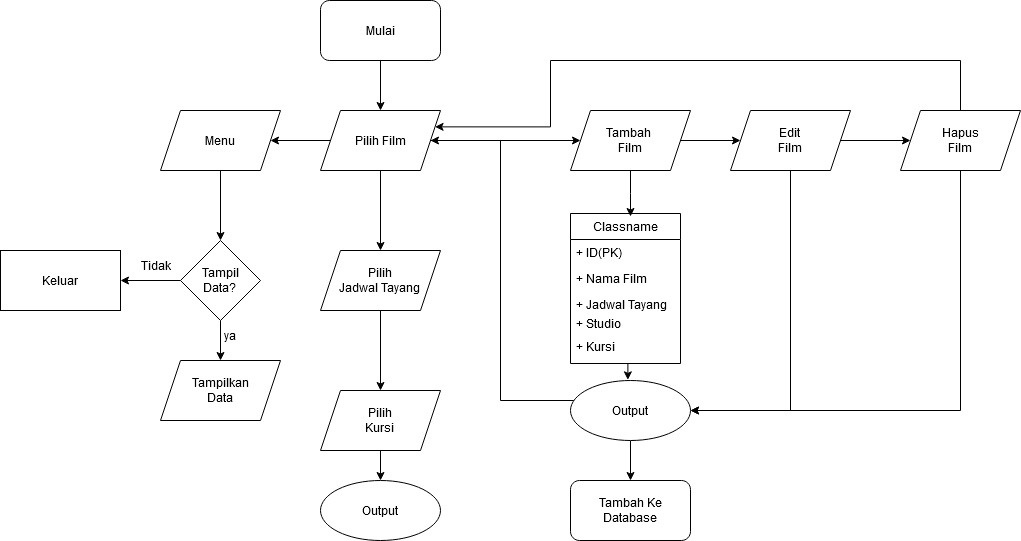 Mulai
Menu
Pilih Film
Tambah
Film
Edit
Film
Hapus
Film
Classname
+ ID(PK)
+ Nama Film
+ Jadwal Tayang
+ Studio
+ Kursi
Keluar
Tidak
Tampil
Data?
ya
Pilih
Jadwal Tayang
Tampilkan
Data
Pilih
Kursi
Output
Output
Tambah Ke
Database